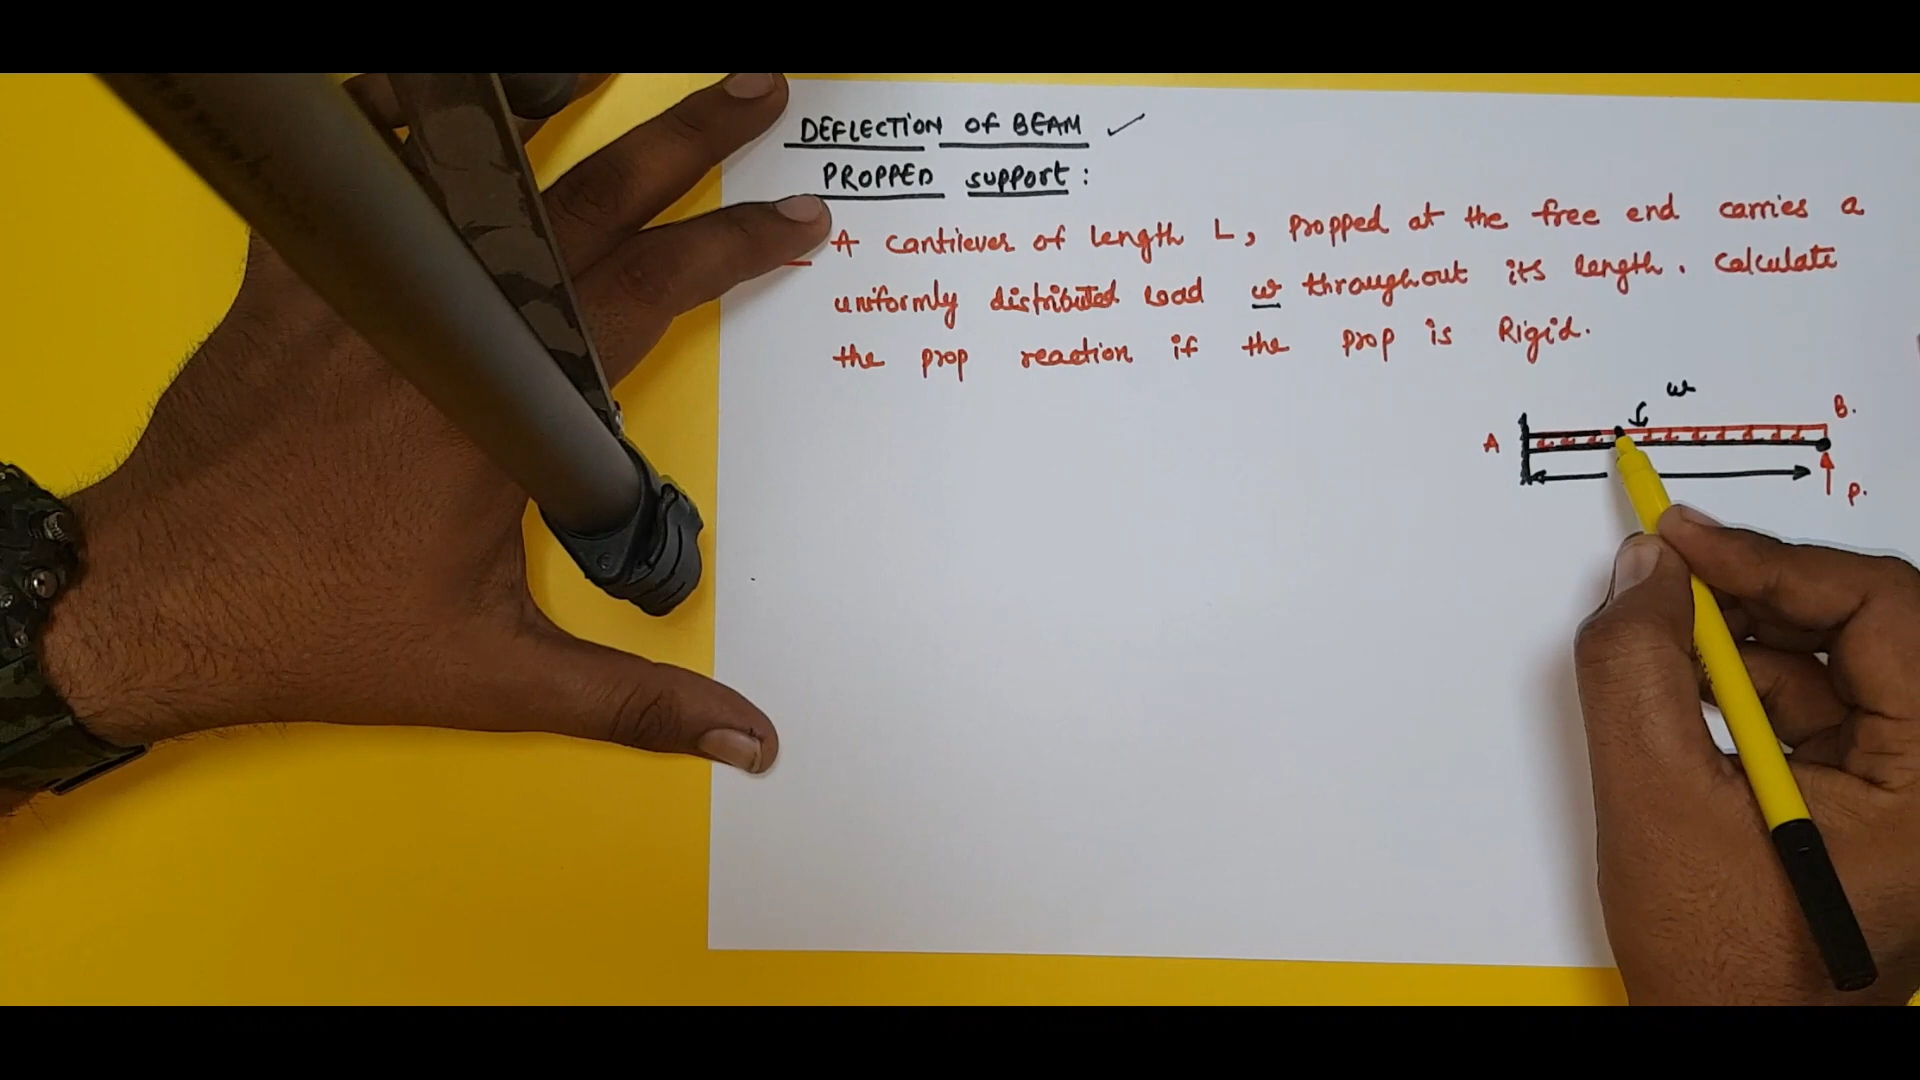 DEFLECTION OF BEAM
PROPPED SUPPORT :
A cantilever of length L, propped at the free end carries a
uniformly distributed load w throughout its length. Calculate
the prop reaction if the prop is Rigid.
w
B.
A
P.